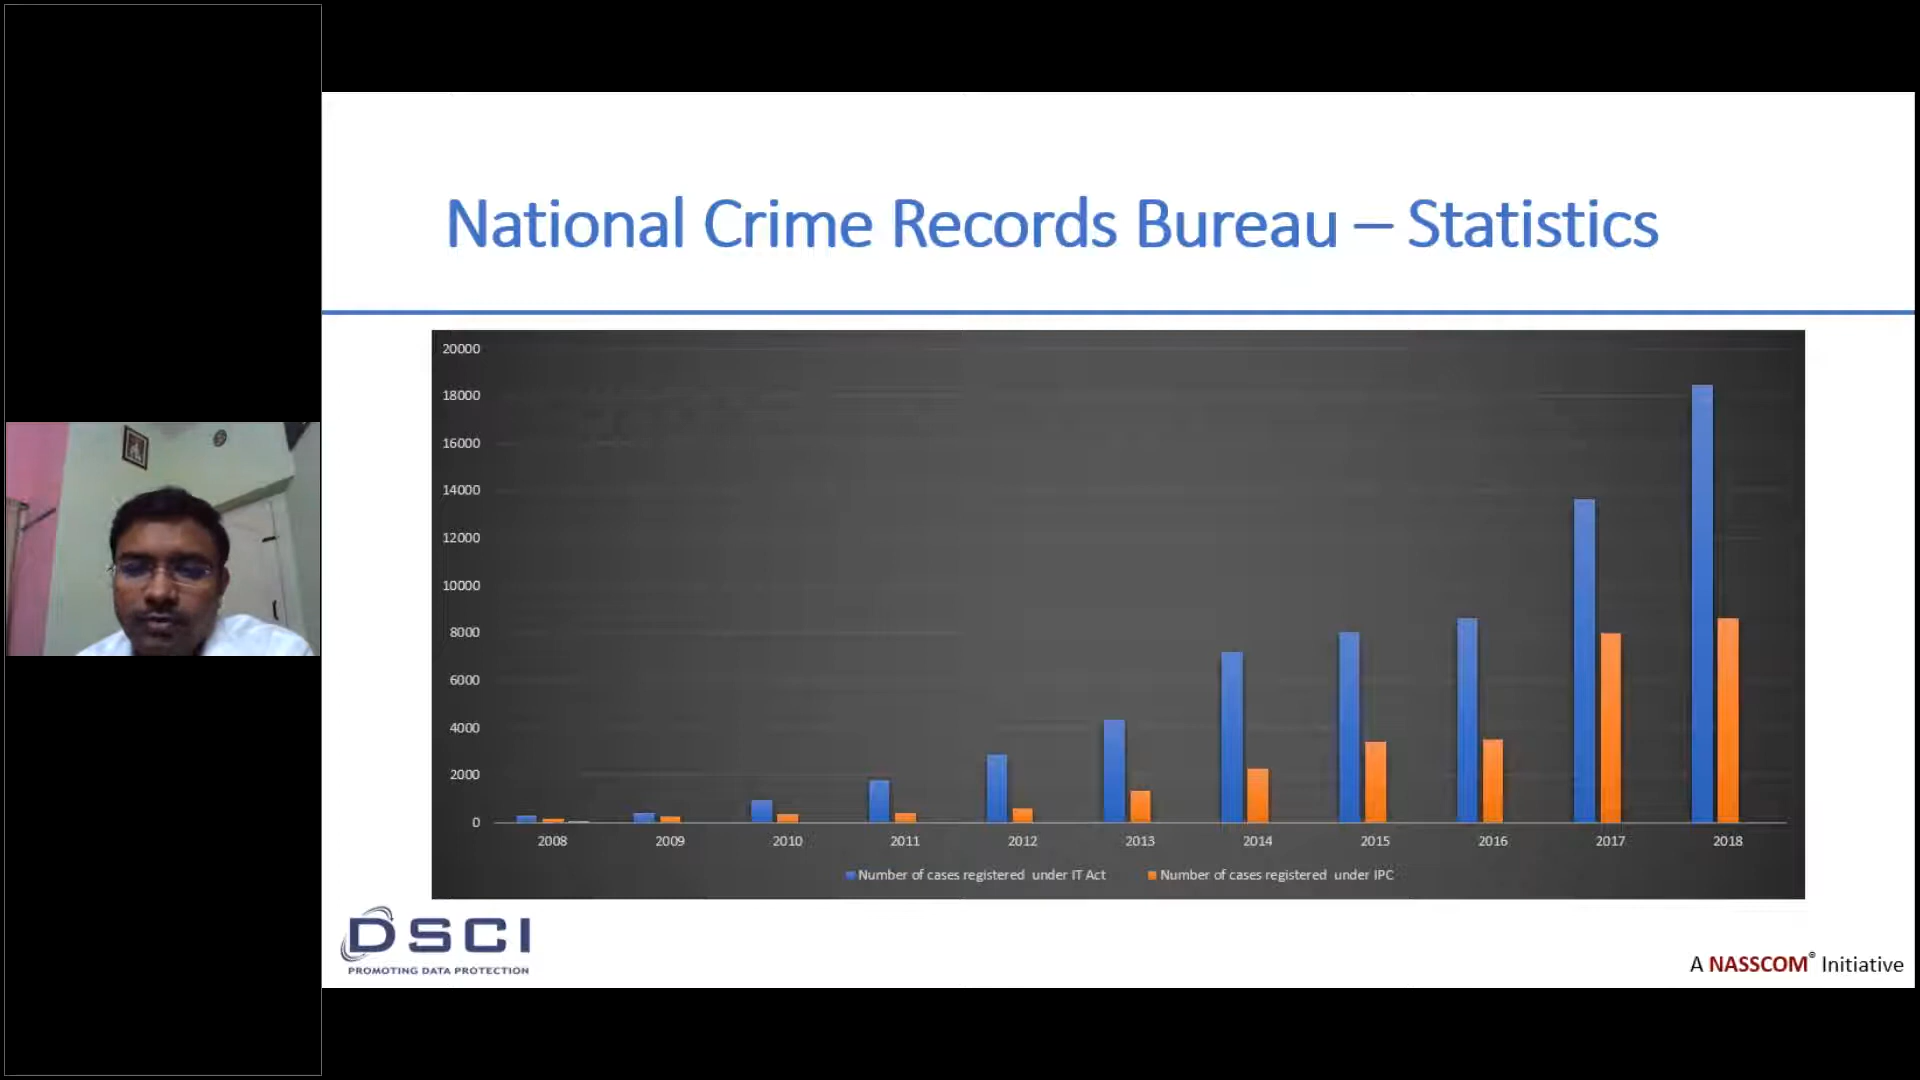 National Crime Records Bureau – Statistics
20000
18000
16000
14000
12000
10000
8000
6000
4000
2000
0
2008 2009 2010 2011 2012 2013 2014 2015 2016 2017 2018
Number of cases registered under IT Act Number of cases registered under IPC
DSCI
PROMOTING DATA PROTECTION
A NASSCOM® Initiative